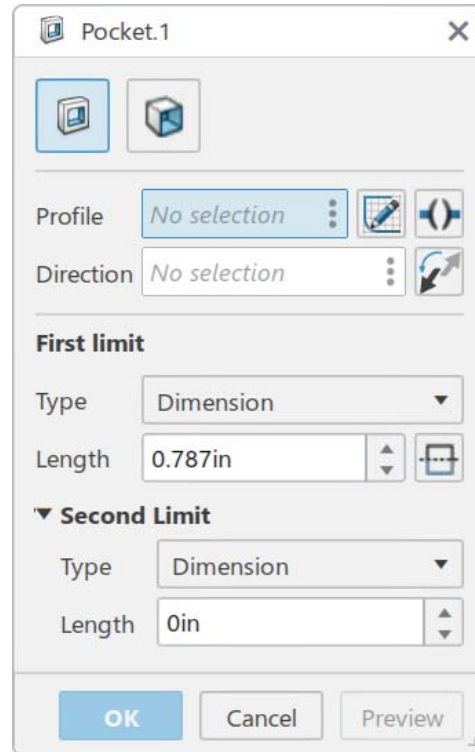 Pocket.1
Profile No selection
Direction No selection
First limit
Type Dimension
Length 0.787in
Second Limit
Type Dimension
Length 0in
OK Cancel Preview